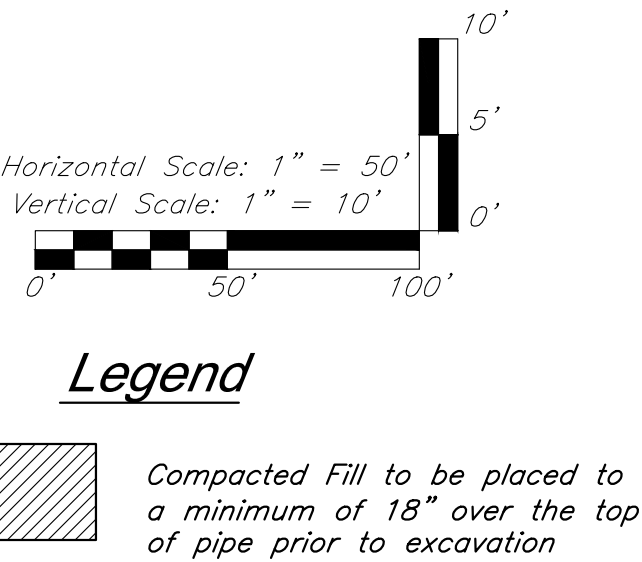 10'
5'
Horizontal Scale: 1" = 50'
Vertical Scale: 1" = 10'
0'
0' 50' 100'
Legend
Compacted Fill to be placed to
a minimum of 18" over the top
of pipe prior to excavation